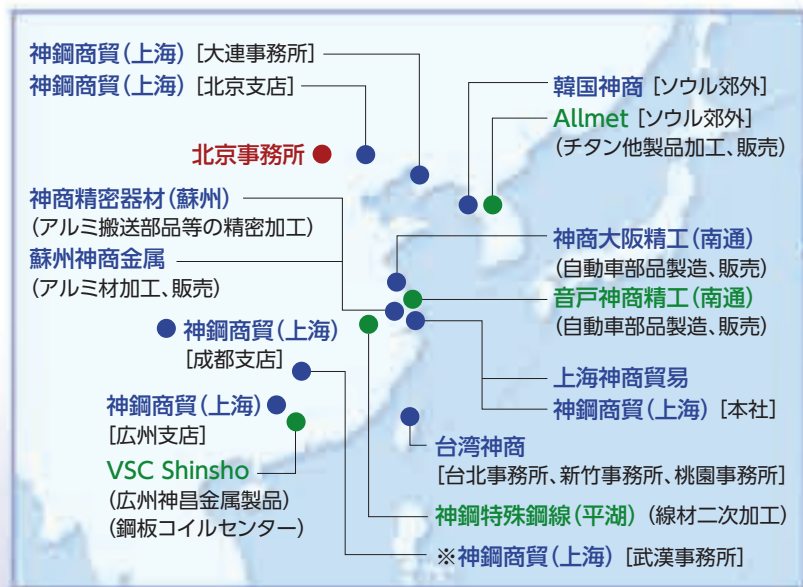 神鋼商貿(上海) [大連事務所]
神鋼商貿(上海) [北京支店]
北京事務所
神商精密器材(蘇州)
(アルミ搬送部品等の精密加工)
蘇州神商金属
(アルミ材加工、販売)
神鋼商貿(上海)
[成都支店]
神鋼商貿(上海)
[広州支店]
VSC Shinsho
(広州神昌金属製品)
(鋼板コイルセンター)
韓国神商 [ソウル郊外]
Allmet [ソウル郊外]
(チタン他製品加工、販売)
神商大阪精工(南通)
(自動車部品製造、販売)
音戸神商精工(南通)
(自動車部品製造、販売)
上海神商貿易
神鋼商貿(上海) [本社]
台湾神商
[台北事務所、新竹事務所、桃園事務所]
神鋼特殊鋼線(平湖) (線材二次加工)
※神鋼商貿(上海) [武漢事務所]